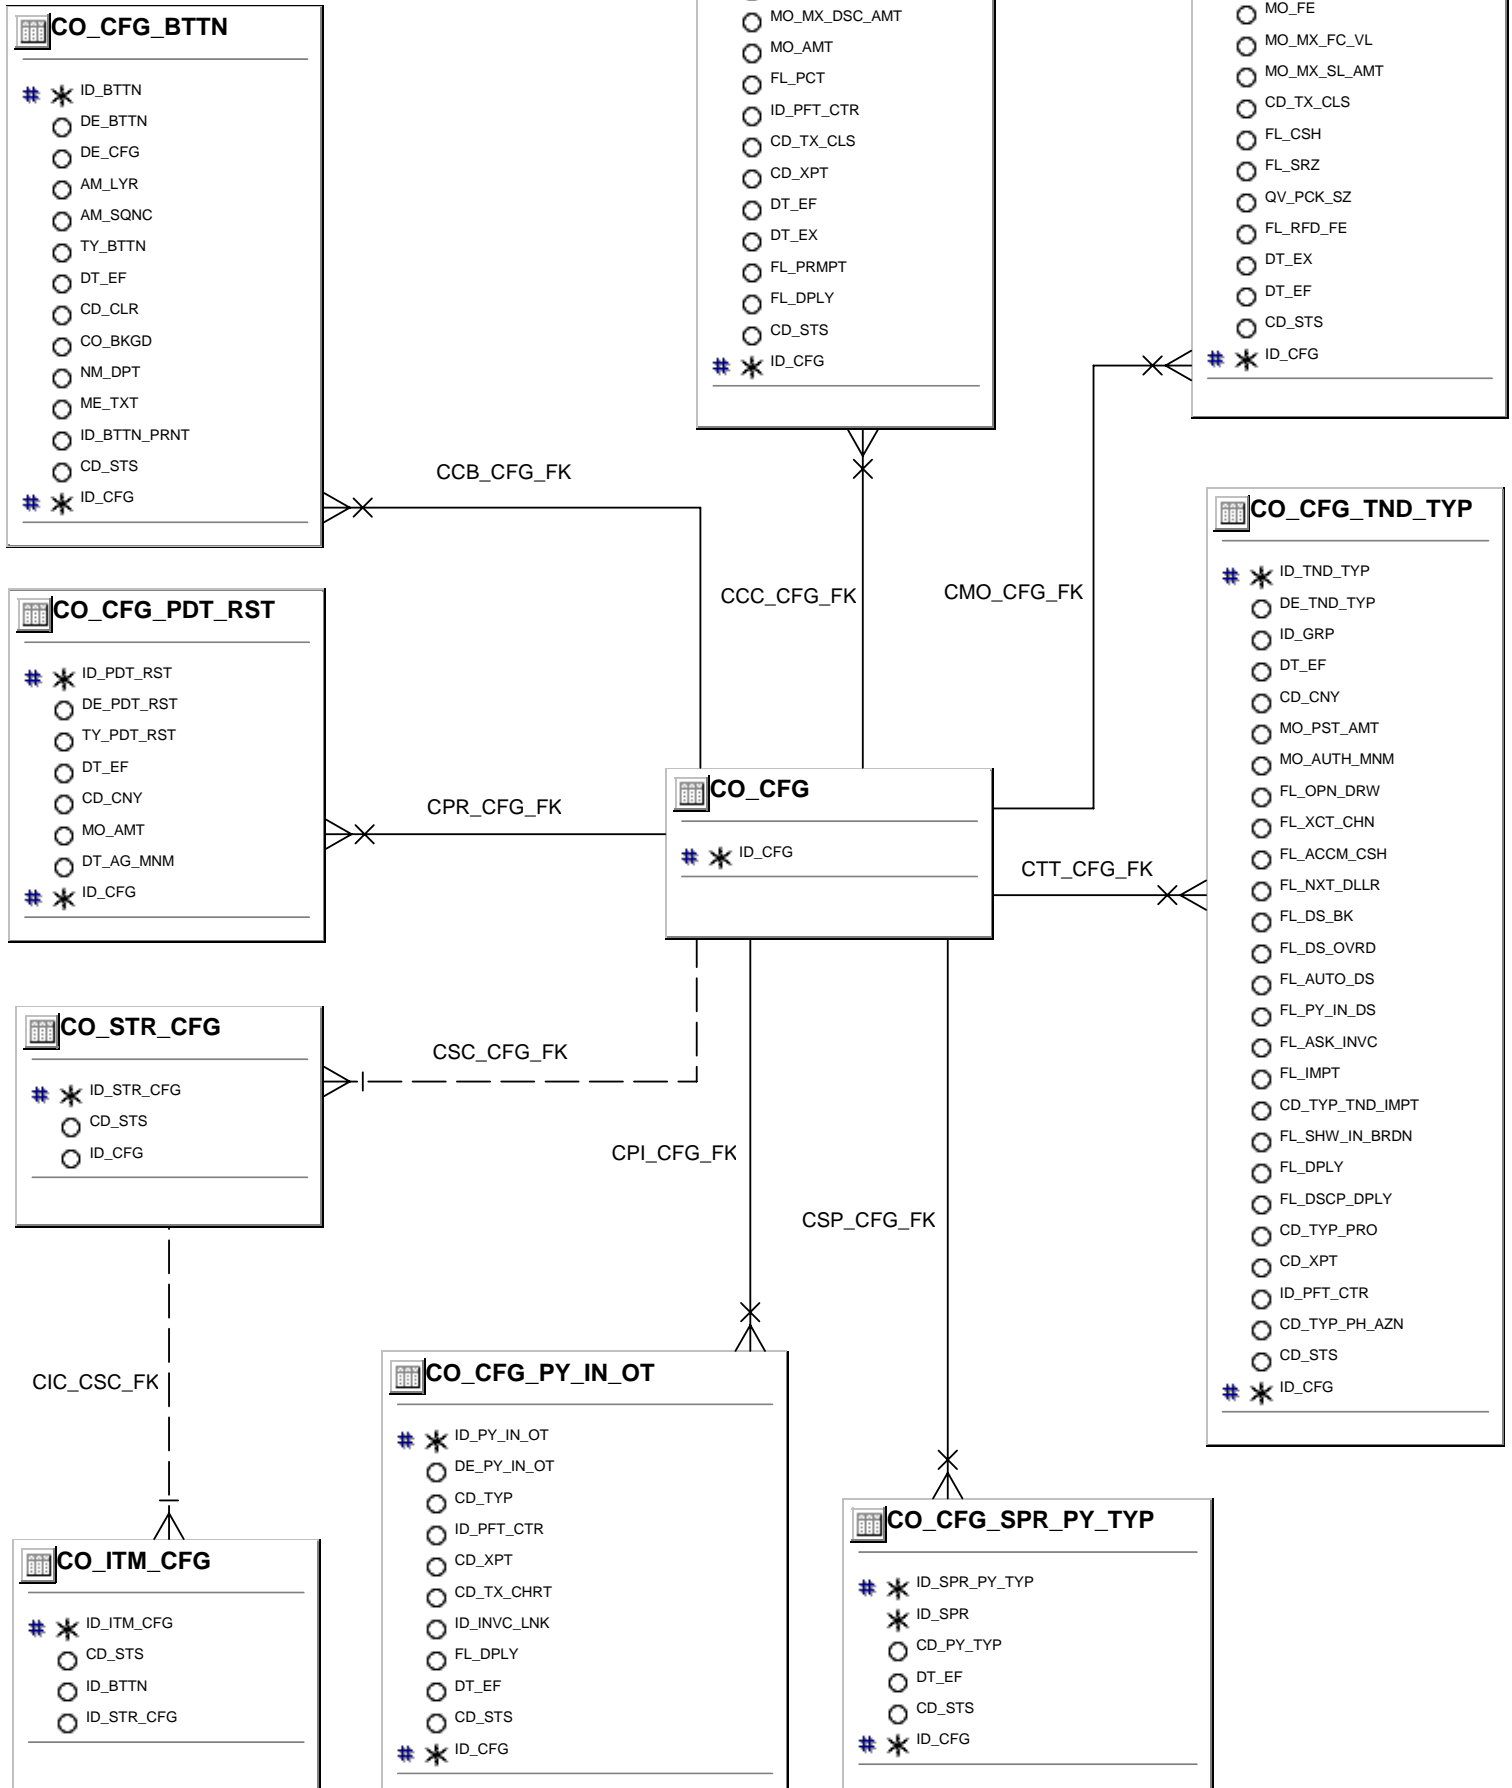 CO_CFG_BTTN
# ID_BTTN
DE_BTTN
DE_CFG
AM_LYR
AM_SQNC
TY_BTTN
DT_EF
CD_CLR
CO_BKGD
NM_DPT
ME_TXT
ID_BTTN_PRNT
CD_STS
# ID_CFG
MO_MX_DSC_AMT
MO_AMT
FL_PCT
ID_PFT_CTR
CD_TX_CLS
CD_XPT
DT_EF
DT_EX
FL_PRMPT
FL_DPLY
CD_STS
# ID_CFG
MO_FE
MO_MX_FC_VL
MO_MX_SL_AMT
CD_TX_CLS
FL_CSH
FL_SRZ
QV_PCK_SZ
FL_RFD_FE
DT_EX
DT_EF
CD_STS
# ID_CFG
CCB_CFG_FK
CCC_CFG_FK
CMO_CFG_FK
CO_CFG_PDT_RST
# ID_PDT_RST
DE_PDT_RST
TY_PDT_RST
DT_EF
CD_CNY
MO_AMT
DT_AG_MNM
# ID_CFG
CPR_CFG_FK
CO_CFG
# ID_CFG
CTT_CFG_FK
CO_CFG_TND_TYP
# ID_TND_TYP
DE_TND_TYP
ID_GRP
DT_EF
CD_CNY
MO_PST_AMT
MO_AUTH_MNM
FL_OPN_DRW
FL_XCT_CHN
FL_ACCM_CSH
FL_NXT_DLLR
FL_DS_BK
FL_DS_OVRD
FL_AUTO_DS
FL_PY_IN_DS
FL_ASK_INVC
FL_IMPT
CD_TYP_TND_IMPT
FL_SHW_IN_BRDN
FL_DPLY
FL_DSCP_DPLY
CD_TYP_PRO
CD_XPT
ID_PFT_CTR
CD_TYP_PH_AZN
CD_STS
# ID_CFG
CO_STR_CFG
# ID_STR_CFG
CD_STS
ID_CFG
CSC_CFG_FK
CPI_CFG_FK
CSP_CFG_FK
CIC_CSC_FK
CO_ITM_CFG
# ID_ITM_CFG
CD_STS
ID_BTTN
ID_STR_CFG
CO_CFG_PY_IN_OT
# ID_PY_IN_OT
DE_PY_IN_OT
CD_TYP
ID_PFT_CTR
CD_XPT
CD_TX_CHRT
ID_INVC_LNK
FL_DPLY
DT_EF
CD_STS
# ID_CFG
CO_CFG_SPR_PY_TYP
# ID_SPR_PY_TYP
ID_SPR
CD_PY_TYP
DT_EF
CD_STS
# ID_CFG